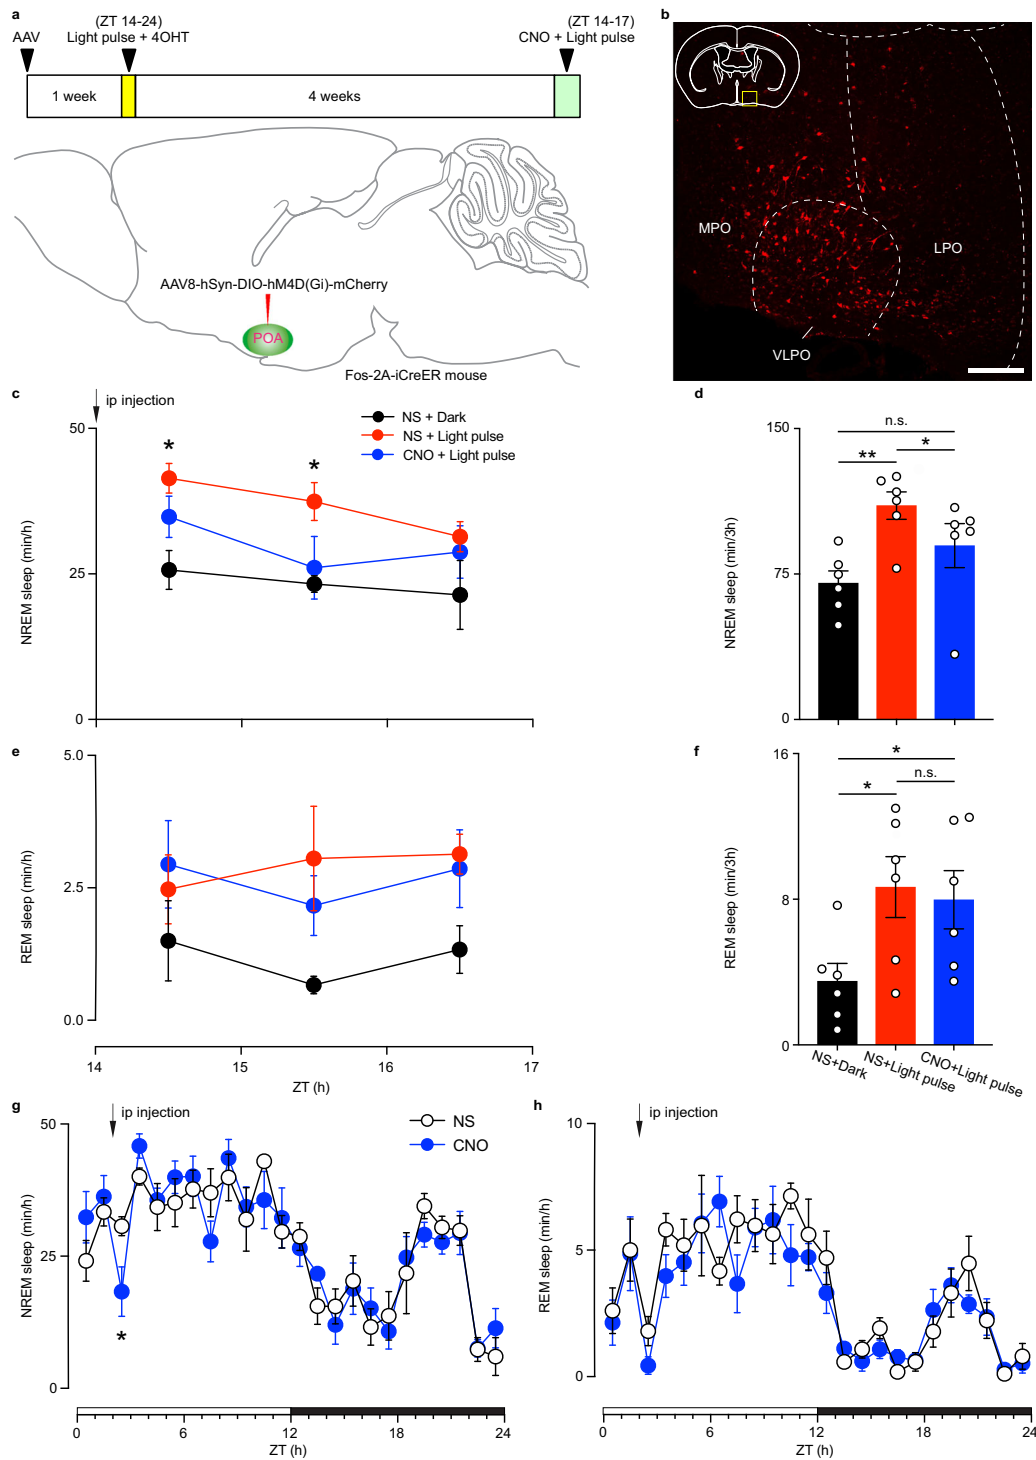 a
(ZT 14-24)
(ZT 14-17)
AAV
Light pulse + 4OHT
CNO + Light pulse
1 week
4 weeks
AAV8-hSyn-DIO-hM4D(Gi)-mCherry
POA
Fos-2A-iCreER mouse
b
MPO
LPO
VLPO
c
ip injection
NS + Dark
NS + Light pulse
CNO + Light pulse
50
25
0
NREM sleep (min/h)
*
*
14
15
16
17
d
n.s.
**
*
150
75
0
NREM sleep (min/3h)
e
5.0
2.5
0.0
REM sleep (min/h)
14
15
16
17
ZT (h)
f
*
*
n.s.
16
8
0
REM sleep (min/3h)
NS+Dark
NS+Light pulse
CNO+Light pulse
g
ip injection
NS
CNO
50
25
0
NREM sleep (min/h)
*
0
6
12
18
24
ZT (h)
h
ip injection
10
5
0
REM sleep (min/h)
0
6
12
18
24
ZT (h)